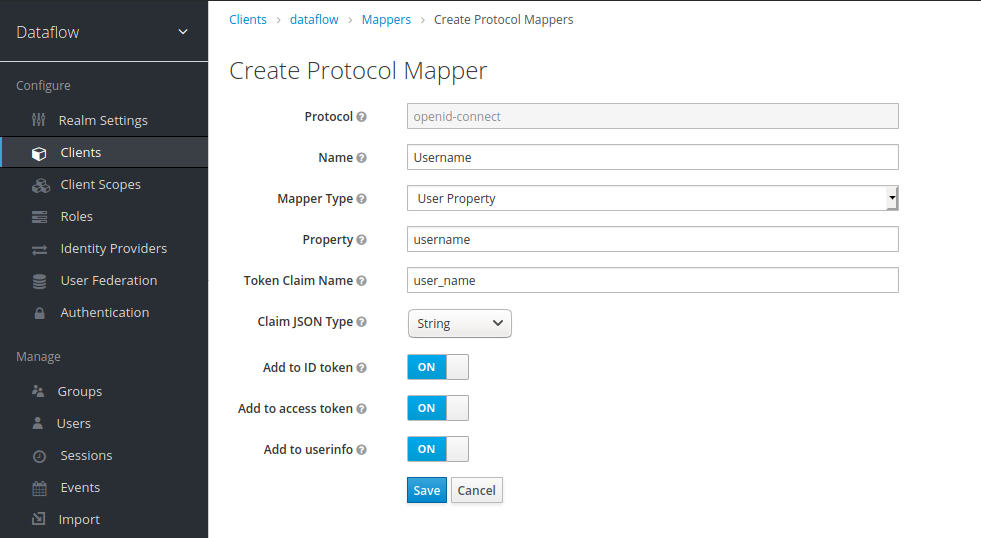 Dataflow
Configure
Realm Settings
Clients
Client Scopes
Roles
Identity Providers
User Federation
Authentication
Manage
Groups
Users
Sessions
Events
Import
Clients > dataflow > Mappers > Create Protocol Mappers
Create Protocol Mapper
Protocol openid-connect
Name Username
Mapper Type User Property
Property username
Token Claim Name user_name
Claim JSON Type String
Add to ID token ON
Add to access token ON
Add to userinfo ON
Save Cancel